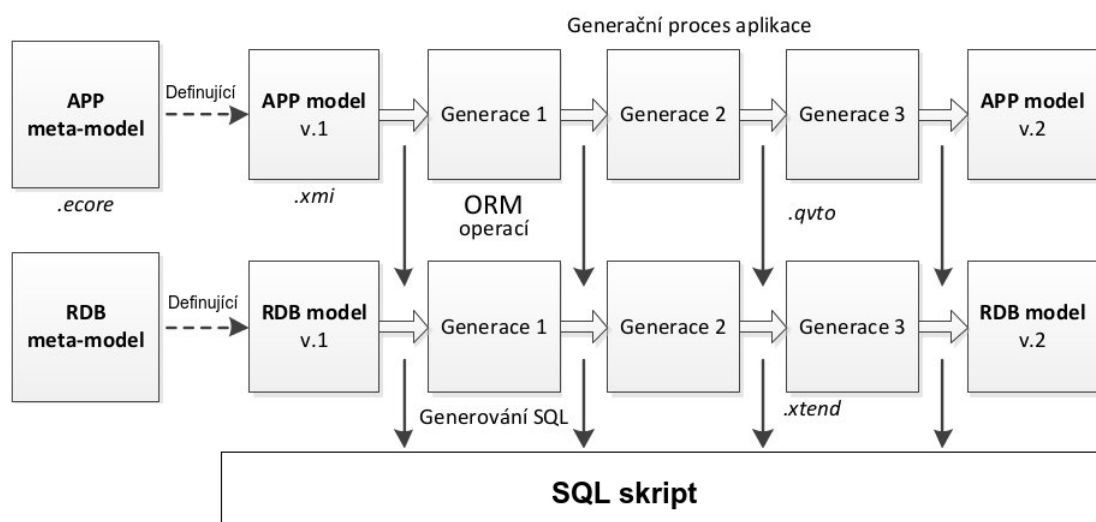 Generační proces aplikace
APP
meta-model
Definující
APP model
v.1
Generace 1
Generace 2
Generace 3
APP model
v.2
.ecore
.xmi
ORM
operací
.qvto
RDB
meta-model
Definující
RDB model
v.1
Generace 1
Generace 2
Generace 3
RDB model
v.2
Generování SQL
.xtend
SQL skript